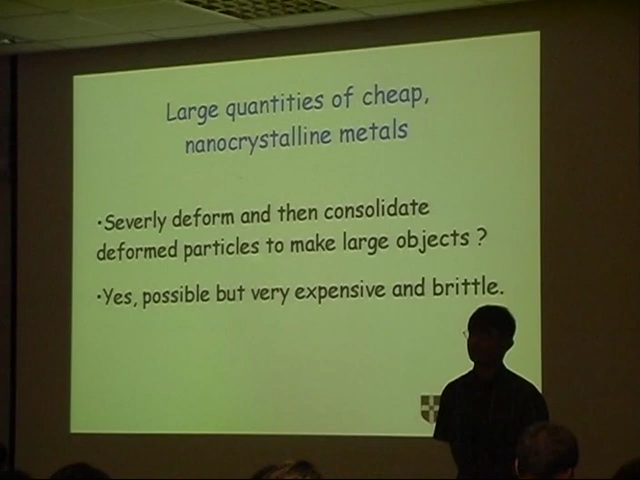 Large quantities of cheap,
nanocrystalline metals
·Severly deform and then consolidate
deformed particles to make large objects ?
·Yes, possible but very expensive and brittle.